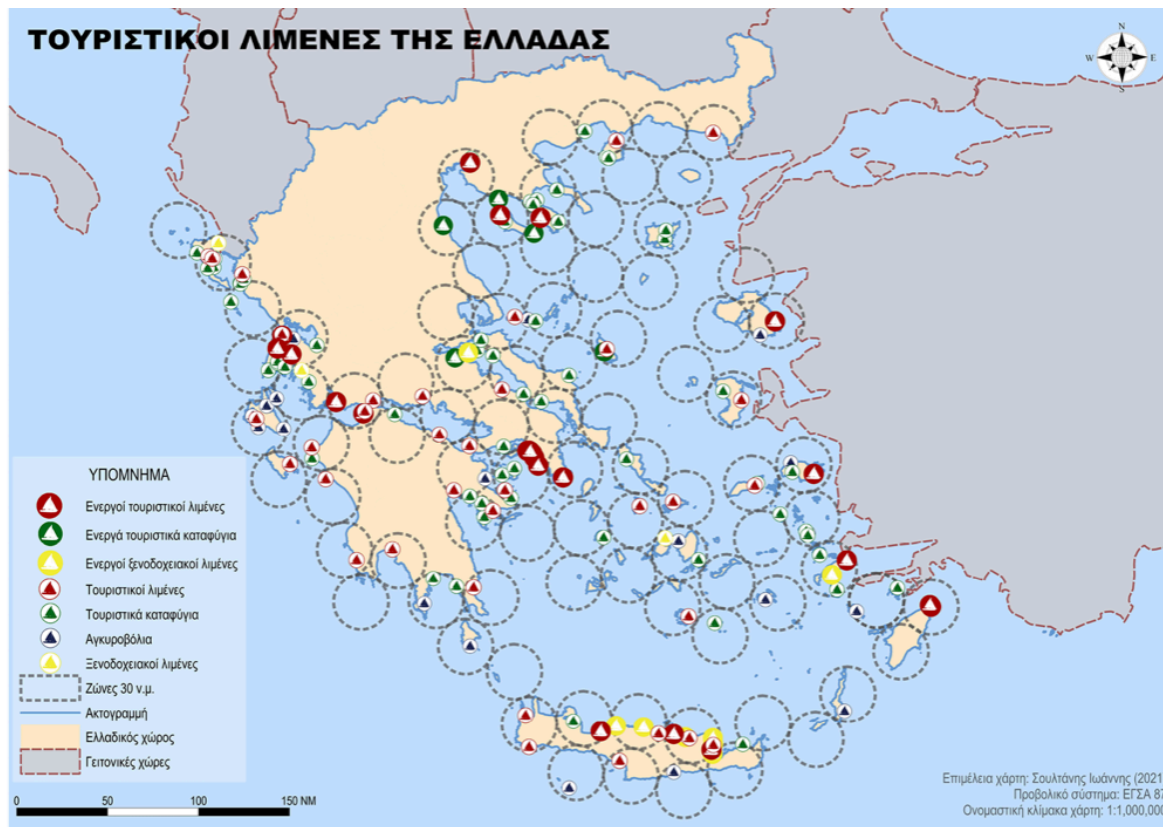 ΤΟΥΡΙΣΤΙΚΟΙ ΛΙΜΕΝΕΣ ΤΗΣ ΕΛΛΑΔΑΣ
N
W E
S
ΥΠΟΜΝΗΜΑ
Ενεργοί τουριστικοί λιμένες
Ενεργά τουριστικά καταφύγια
Ενεργοί ξενοδοχειακοί λιμένες
Τουριστικοί λιμένες
Τουριστικά καταφύγια
Αγκυροβόλια
Ξενοδοχειακοί λιμένες
Ζώνες 30 ν.μ.
Ακτογραμμή
Ελλαδικός χώρος
Γειτονικές χώρες
0 50 100 150 NM
Επιμέλεια χάρτη: Σουλτάνης Ιωάννης (2021
Προβολικό σύστημα: ΕΓΣΑ 87
Ονομαστική κλίμακα χάρτη: 1:1,000,000